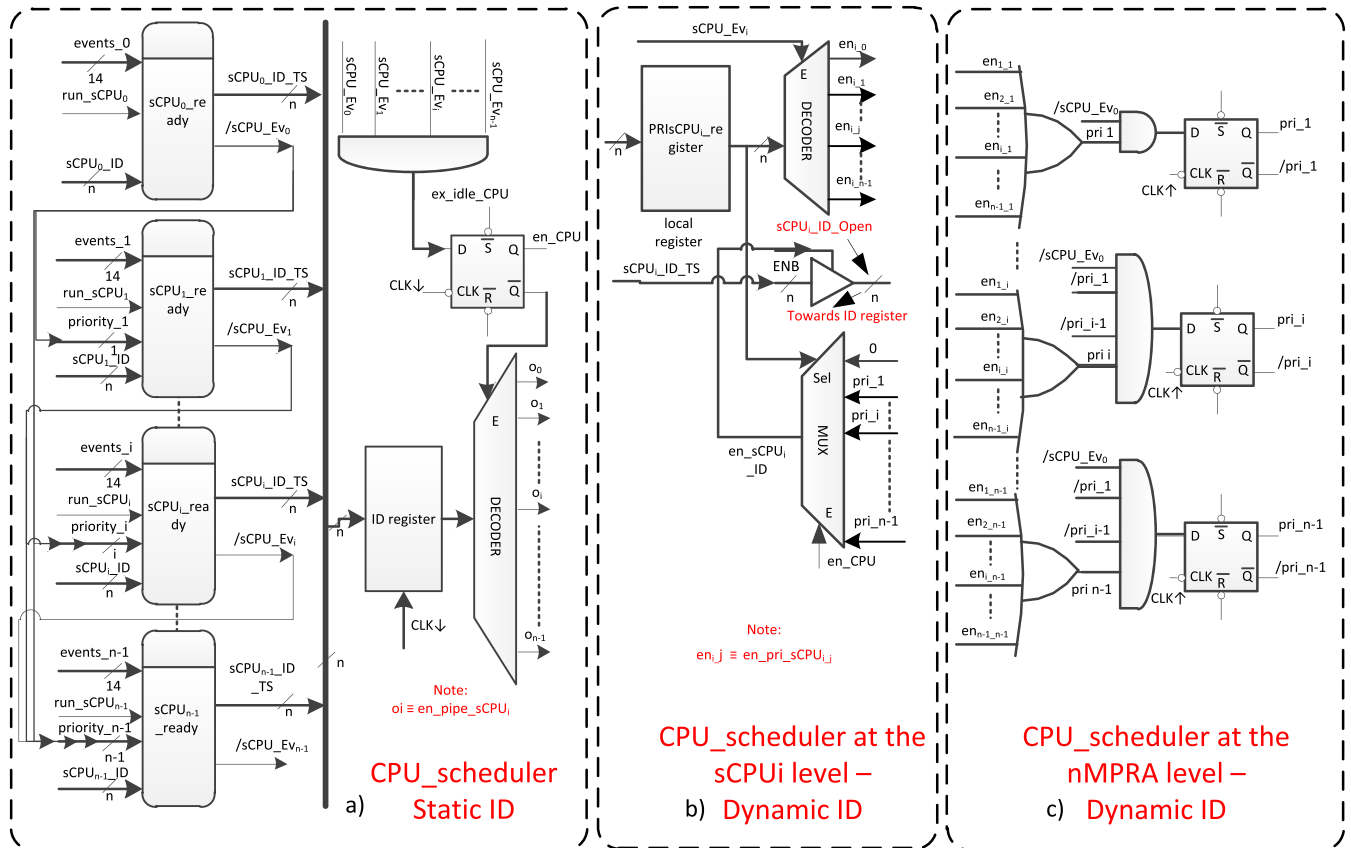 events_0
14
run_sCPU₀
sCPU₀_ID
n
sCPU₀_re
ady
sCPU₀_ID_TS
n
/sCPU_Ev₀
events_1
14
run_sCPU₁
priority_1
1
sCPU₁_ID
n
sCPU₁_re
ady
sCPU₁_ID_TS
n
/sCPU_Ev₁
events_i
14
run_sCPUᵢ
priority_i
i
sCPUᵢ_ID
n
sCPUᵢ_rea
dy
sCPUᵢ_ID_TS
n
/sCPU_Evᵢ
events_n-1
14
run_sCPUₙ₋₁
priority_n-1
n-1
sCPUₙ₋₁_ID
n
sCPUₙ₋₁
_ready
sCPUₙ₋₁_ID
_TS
n
/sCPU_Evₙ₋₁
n
n
sCPU_Ev₀
sCPU_Ev₁
sCPU_Evᵢ
sCPU_Evₙ₋₁
ex_idle_CPU
D S Q
en_CPU
CLK↓
CLK R Q
ID register
CLK↓
E
DECODER
o₀
o₁
oᵢ
oₙ₋₁
Note:
oi ≡ en_pipe_sCPUᵢ
a)
CPU_scheduler
Static ID
sCPU_Evᵢ
n
PRIsCPUᵢ_re
gister
local
register
n
E
DECODER
enᵢ_₀
enᵢ_₁
enᵢ_ⱼ
enᵢ_ₙ₋₁
sCPUᵢ_ID_Open
sCPUᵢ_ID_TS
ENB
n
n
Towards ID register
Sel
MUX
E
0
pri_1
pri_i
pri_n-1
en_sCPUᵢ
_ID
en_CPU
Note:
enᵢ_ⱼ ≡ en_pri_sCPUᵢ_ⱼ
CPU_scheduler at the
sCPUi level –
b) Dynamic ID
en₁_₁
en₂_₁
enᵢ_₁
enₙ₋₁_₁
/sCPU_Ev₀
pri 1
D S Q
CLK R Q
CLK↑
pri_1
/pri_1
en₁_ᵢ
en₂_ᵢ
enᵢ_ᵢ
enₙ₋₁_ᵢ
/sCPU_Ev₀
/pri_1
/pri_i-1
pri i
D S Q
CLK R Q
CLK↑
pri_i
/pri_i
en₁_ₙ₋₁
en₂_ₙ₋₁
enᵢ_ₙ₋₁
enₙ₋₁_ₙ₋₁
/sCPU_Ev₀
/pri_1
/pri_i-1
pri n-1
D S Q
CLK R Q
CLK↑
pri_n-1
/pri_n-1
CPU_scheduler at the
nMPRA level –
c) Dynamic ID